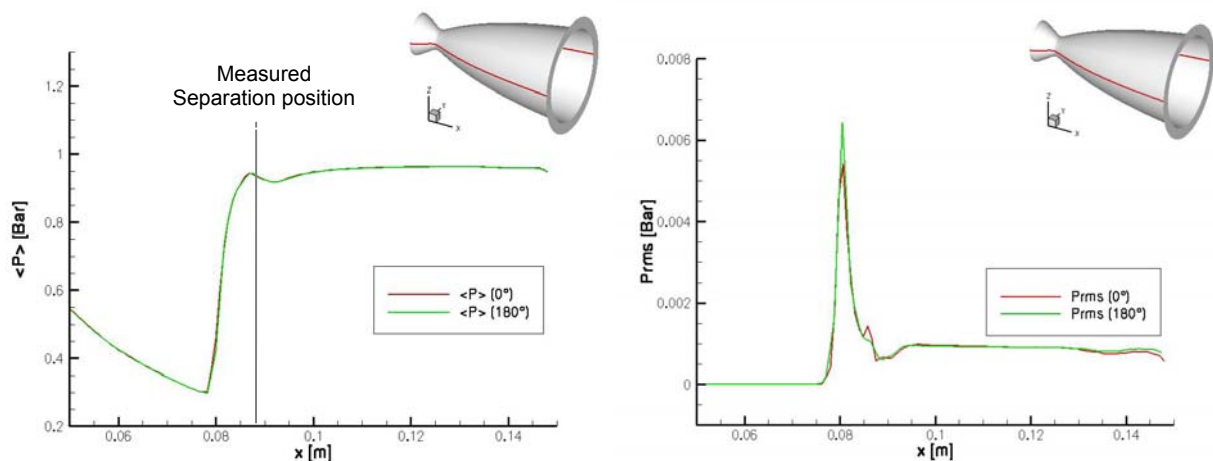 Measured
Separation position
Z
Y
X
1.2
1
0.8
0.6
0.4
0.2
<P> [Bar]
<P> (0°)
<P> (180°)
0.06
0.08
0.1
0.12
0.14
x [m]
Z
Y
X
0.008
0.006
0.004
0.002
0
Prms [Bar]
Prms (0°)
Prms (180°)
0.06
0.08
0.1
0.12
0.14
x [m]